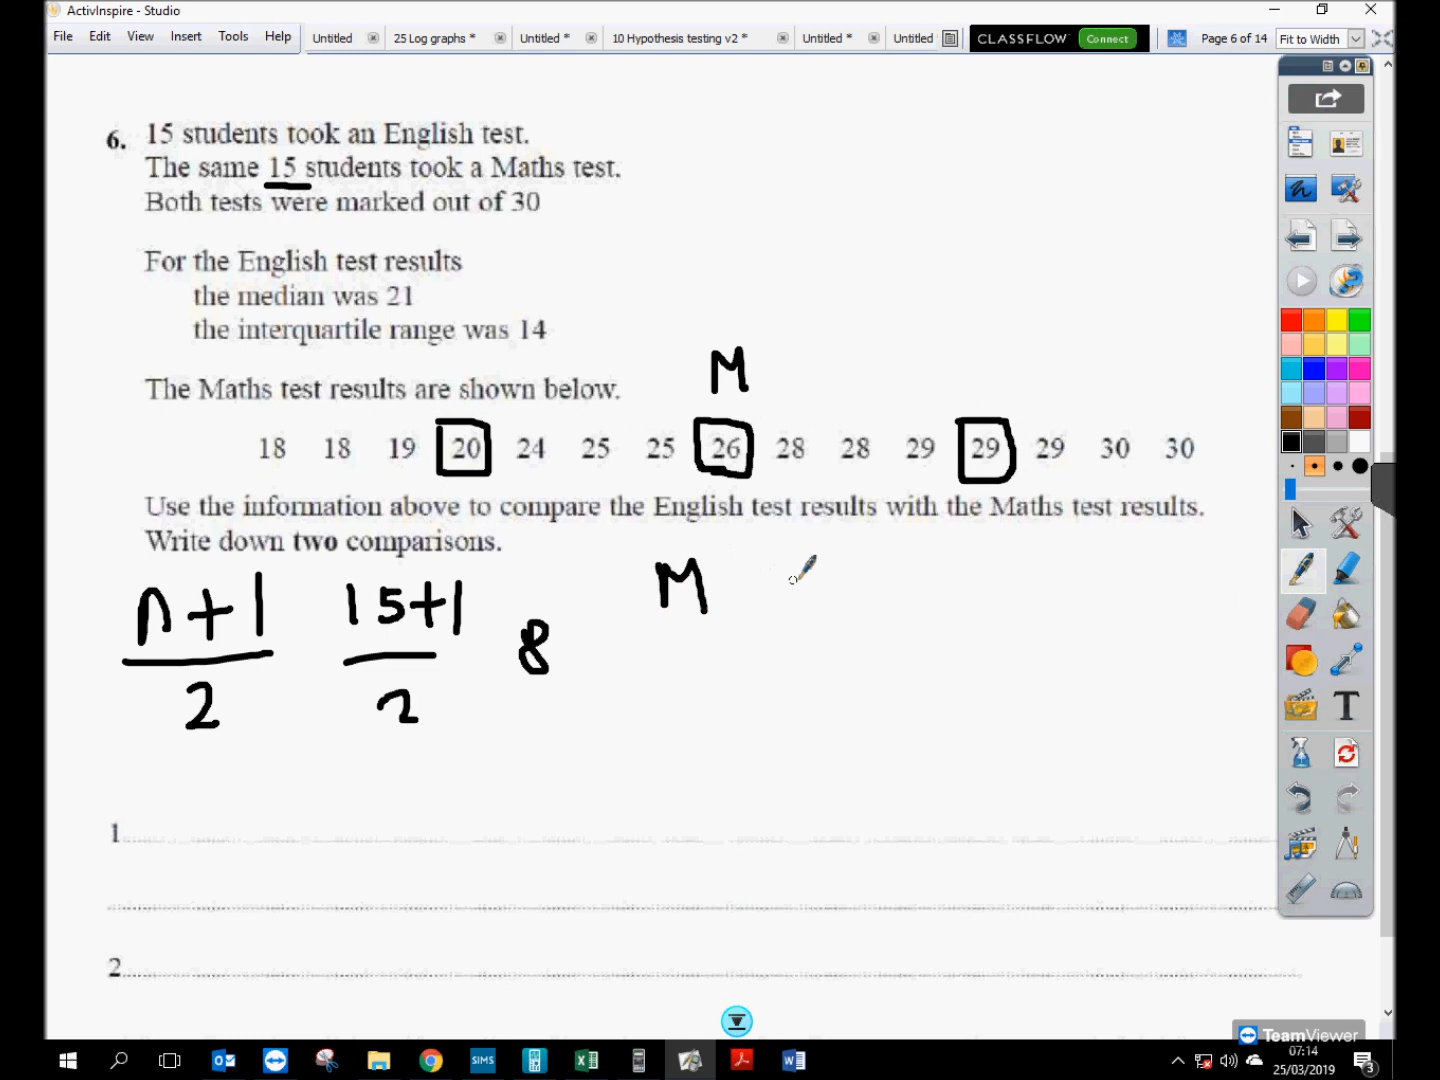 ActivInspire - Studio
File Edit View Insert Tools Help Untitled 25 Log graphs * Untitled * 10 Hypothesis testing v2 * Untitled * Untitled CLASSFLOW Connect Page 6 of 14 Fit to Width
6. 15 students took an English test.
The same 15 students took a Maths test.
Both tests were marked out of 30
For the English test results
the median was 21
the interquartile range was 14
M
The Maths test results are shown below.
18 18 19 20 24 25 25 26 28 28 29 29 29 30 30
Use the information above to compare the English test results with the Maths test results.
Write down two comparisons.
n+1 15+1 8 M
2 2
1
2
TeamViewer
SIMS
07:14
25/03/2019
3